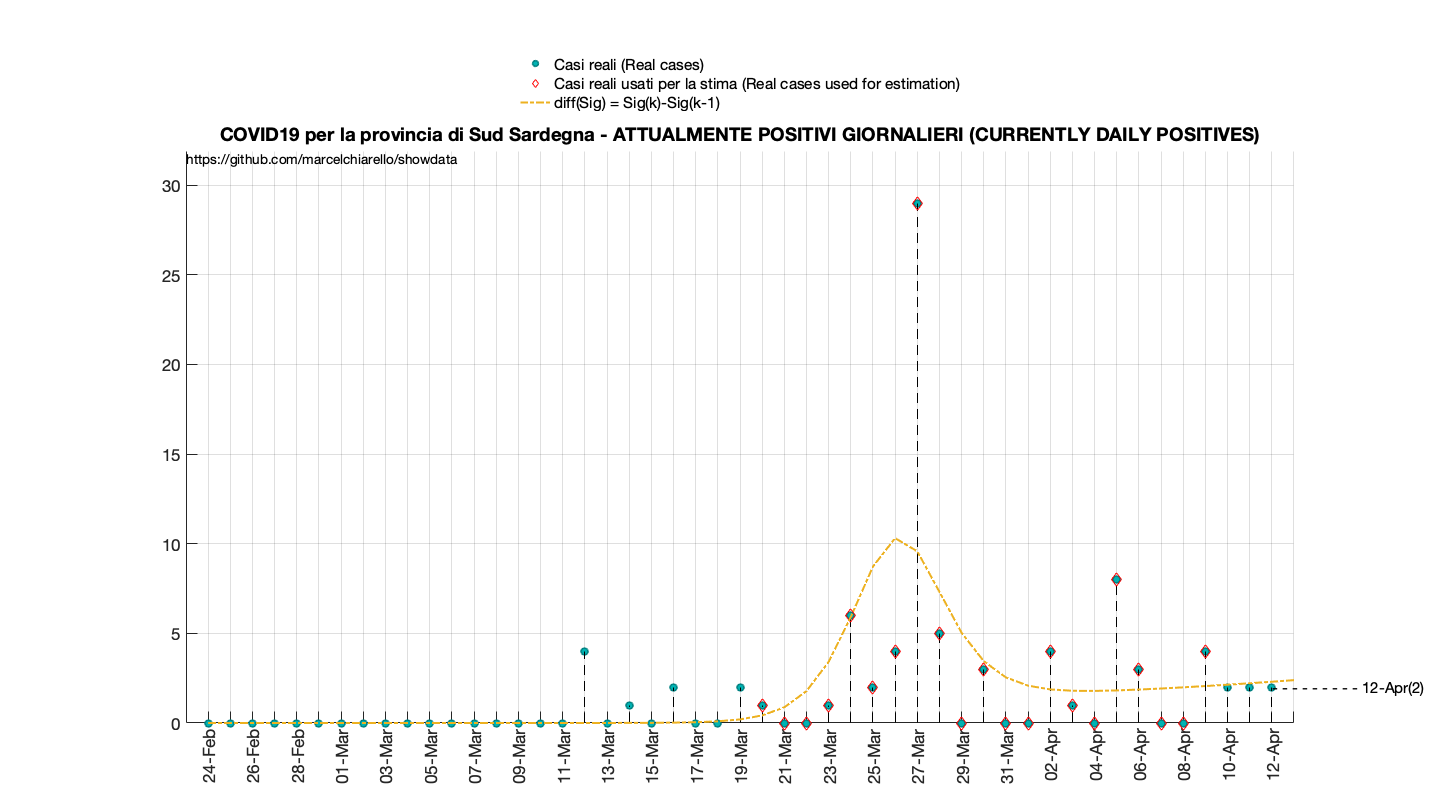 Casi reali (Real cases)
Casi reali usati per la stima (Real cases used for estimation)
diff(Sig) = Sig(k)-Sig(k-1)
COVID19 per la provincia di Sud Sardegna - ATTUALMENTE POSITIVI GIORNALIERI (CURRENTLY DAILY POSITIVES)
https://github.com/marcelchiarello/showdata
30
25
20
15
10
5
0
12-Apr(2)
24-Feb
26-Feb
28-Feb
01-Mar
03-Mar
05-Mar
07-Mar
09-Mar
11-Mar
13-Mar
15-Mar
17-Mar
19-Mar
21-Mar
23-Mar
25-Mar
27-Mar
29-Mar
31-Mar
02-Apr
04-Apr
06-Apr
08-Apr
10-Apr
12-Apr